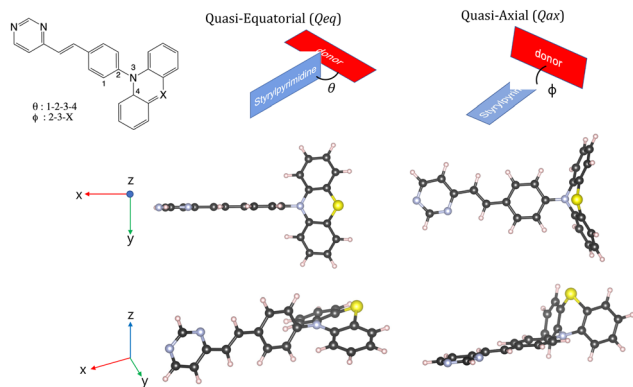 Quasi-Equatorial (Qeq)
Quasi-Axial (Qax)
N
N
3
2
N
1
4
X
θ : 1-2-3-4
ϕ : 2-3-X
donor
Styrylpyrimidine
θ
donor
Styrylpyrim
ϕ
z
x
y
z
x
y